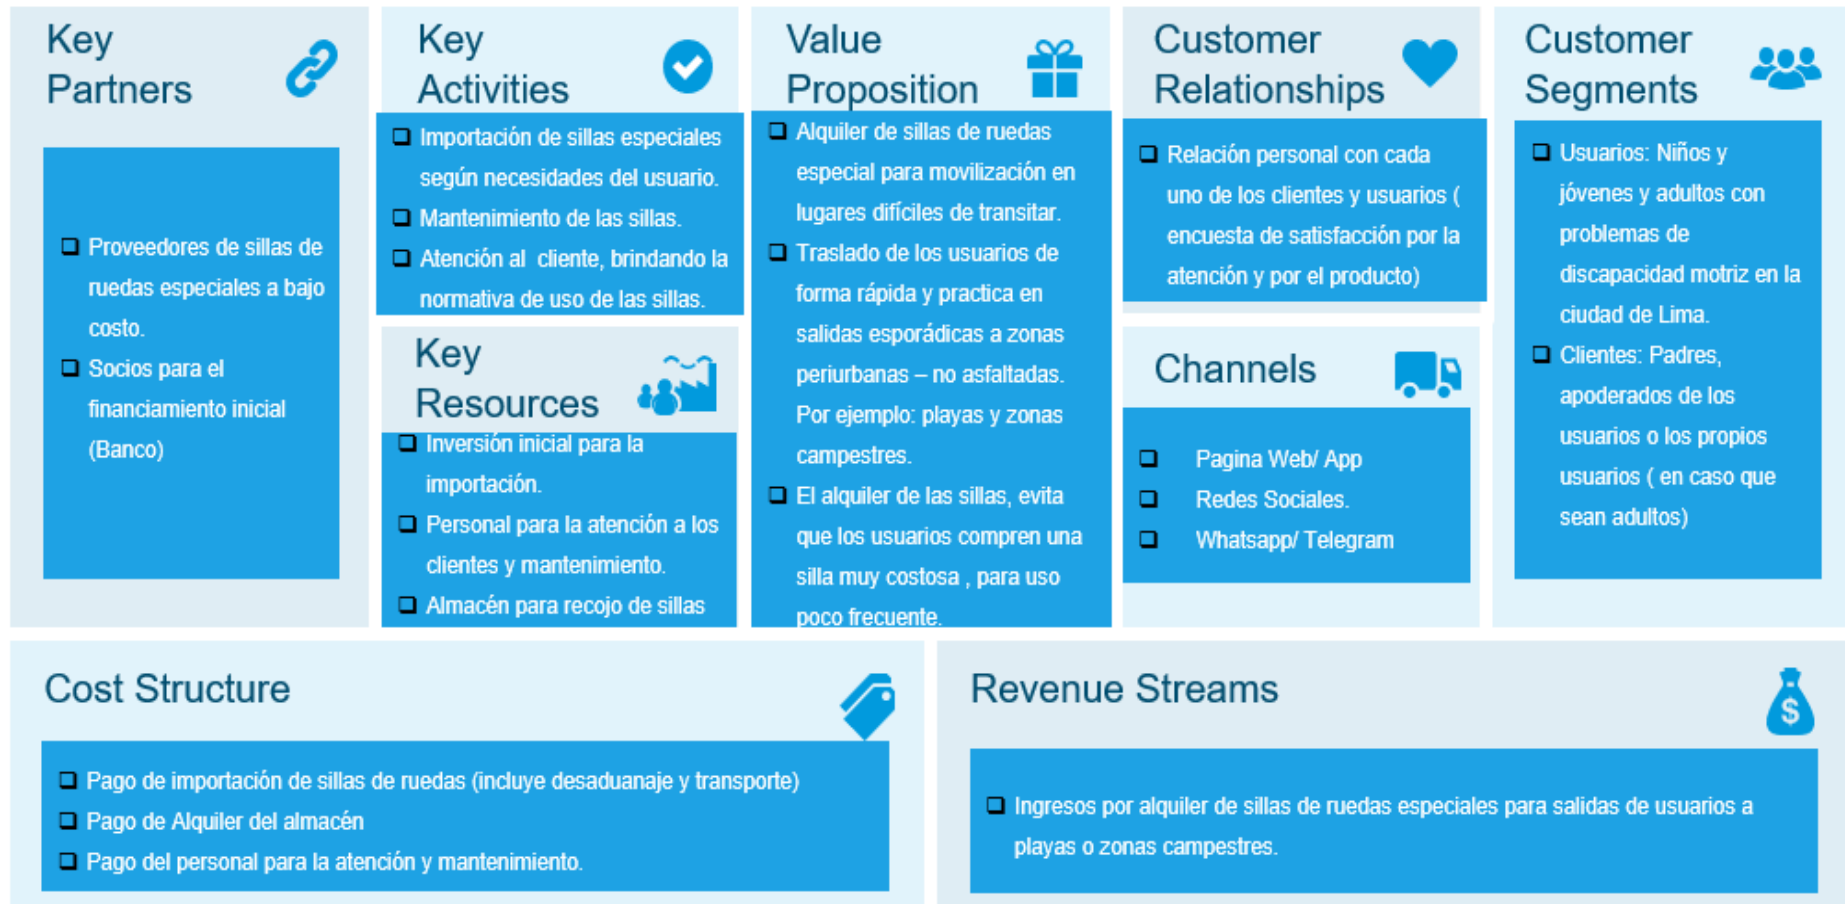 Key
Partners
Proveedores de sillas de
ruedas especiales a bajo
costo.
Socios para el
financiamiento inicial
(Banco)
Key
Activities
Importación de sillas especiales
según necesidades del usuario.
Mantenimiento de las sillas.
Atención al cliente, brindando la
normativa de uso de las sillas.
Key
Resources
Inversión inicial para la
importación.
Personal para la atención a los
clientes y mantenimiento.
Almacén para recojo de sillas
Value
Proposition
Alquiler de sillas de ruedas
especial para movilización en
lugares difíciles de transitar.
Traslado de los usuarios de
forma rápida y practica en
salidas esporádicas a zonas
periurbanas – no asfaltadas.
Por ejemplo: playas y zonas
campestres.
El alquiler de las sillas, evita
que los usuarios compren una
silla muy costosa , para uso
poco frecuente.
Customer
Relationships
Relación personal con cada
uno de los clientes y usuarios (
encuesta de satisfacción por la
atención y por el producto)
Channels
Pagina Web/ App
Redes Sociales.
Whatsapp/ Telegram
Customer
Segments
Usuarios: Niños y
jóvenes y adultos con
problemas de
discapacidad motriz en la
ciudad de Lima.
Clientes: Padres,
apoderados de los
usuarios o los propios
usuarios ( en caso que
sean adultos)
Cost Structure
Pago de importación de sillas de ruedas (incluye desaduanaje y transporte)
Pago de Alquiler del almacén
Pago del personal para la atención y mantenimiento.
Revenue Streams
$
Ingresos por alquiler de sillas de ruedas especiales para salidas de usuarios a
playas o zonas campestres.